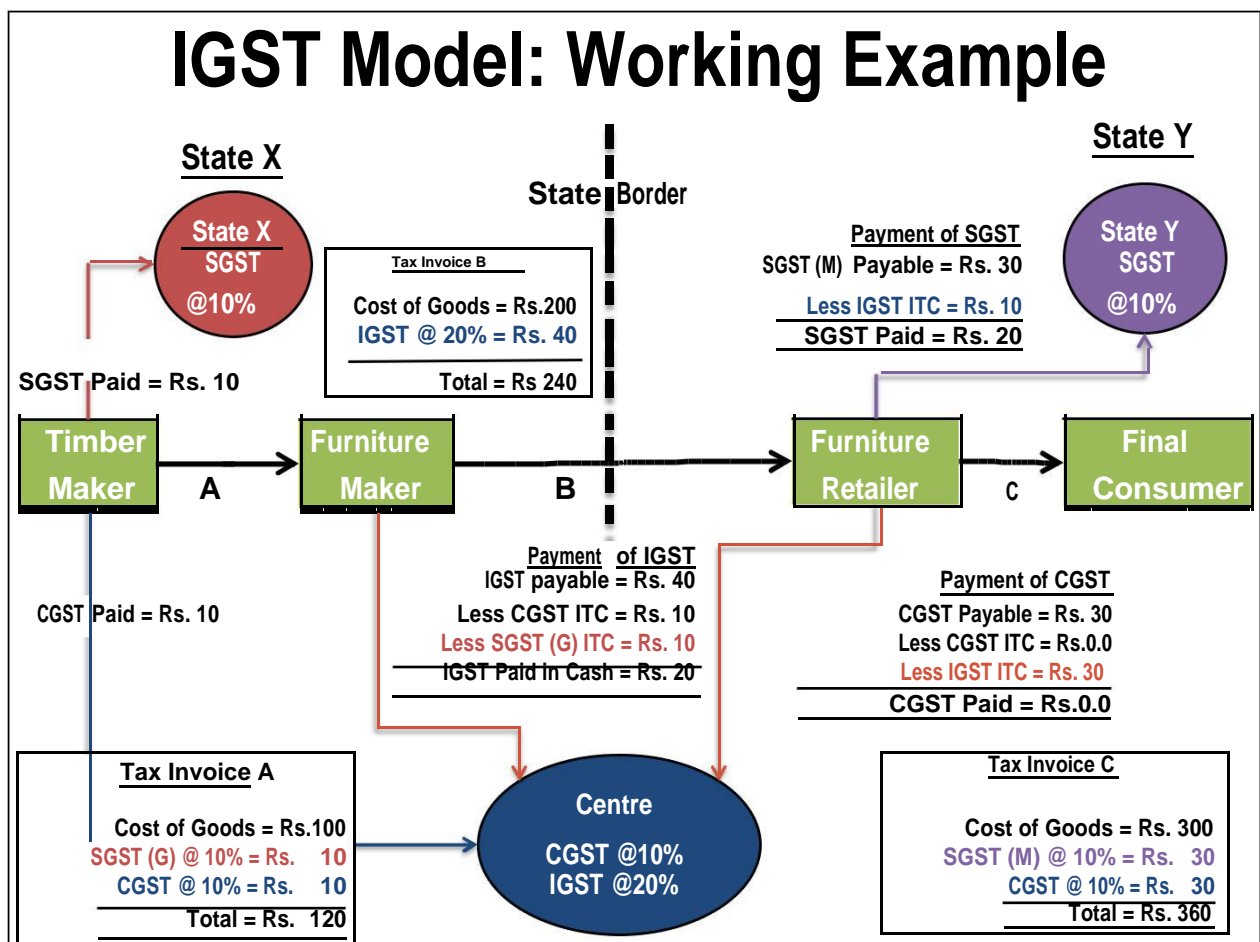 IGST Model: Working Example
State X
State Y
State Border
State X
SGST
@10%
Tax Invoice B
Cost of Goods = Rs.200
IGST @ 20% = Rs. 40
Total = Rs 240
Payment of SGST
SGST (M) Payable = Rs. 30
Less IGST ITC = Rs. 10
SGST Paid = Rs. 20
State Y
SGST
@10%
SGST Paid = Rs. 10
Timber
Maker
A
Furniture
Maker
B
Furniture
Retailer
C
Final
Consumer
CGST Paid = Rs. 10
Payment of IGST
IGST payable = Rs. 40
Less CGST ITC = Rs. 10
Less SGST (G) ITC = Rs. 10
IGST Paid in Cash = Rs. 20
Payment of CGST
CGST Payable = Rs. 30
Less CGST ITC = Rs.0.0
Less IGST ITC = Rs. 30
CGST Paid = Rs.0.0
Tax Invoice A
Cost of Goods = Rs.100
SGST (G) @ 10% = Rs. 10
CGST @ 10% = Rs. 10
Total = Rs. 120
Centre
CGST @10%
IGST @20%
Tax Invoice C
Cost of Goods = Rs. 300
SGST (M) @ 10% = Rs. 30
CGST @ 10% = Rs. 30
Total = Rs. 360